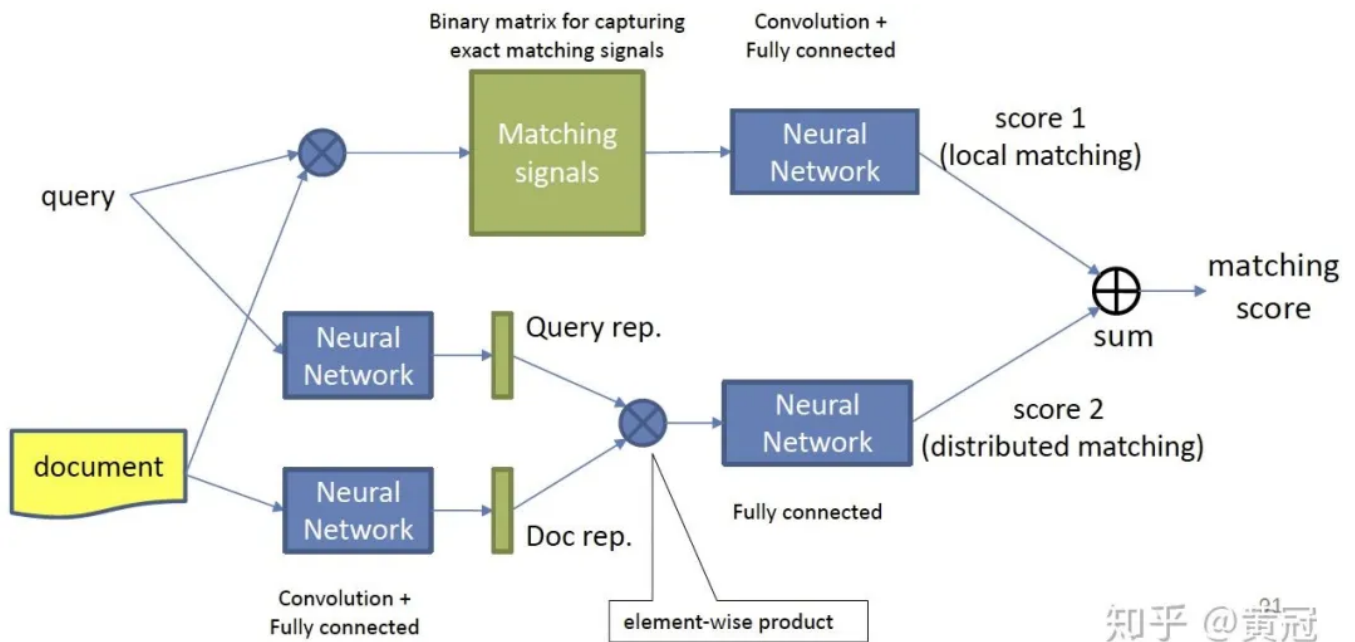 Binary matrix for capturing
exact matching signals
Convolution +
Fully connected
Matching
signals
Neural
Network
score 1
(local matching)
query
matching
score
sum
Neural
Network
Query rep.
Neural
Network
score 2
(distributed matching)
document
Neural
Network
Doc rep.
Fully connected
Convolution +
Fully connected
element-wise product
21
知乎 @黄冠